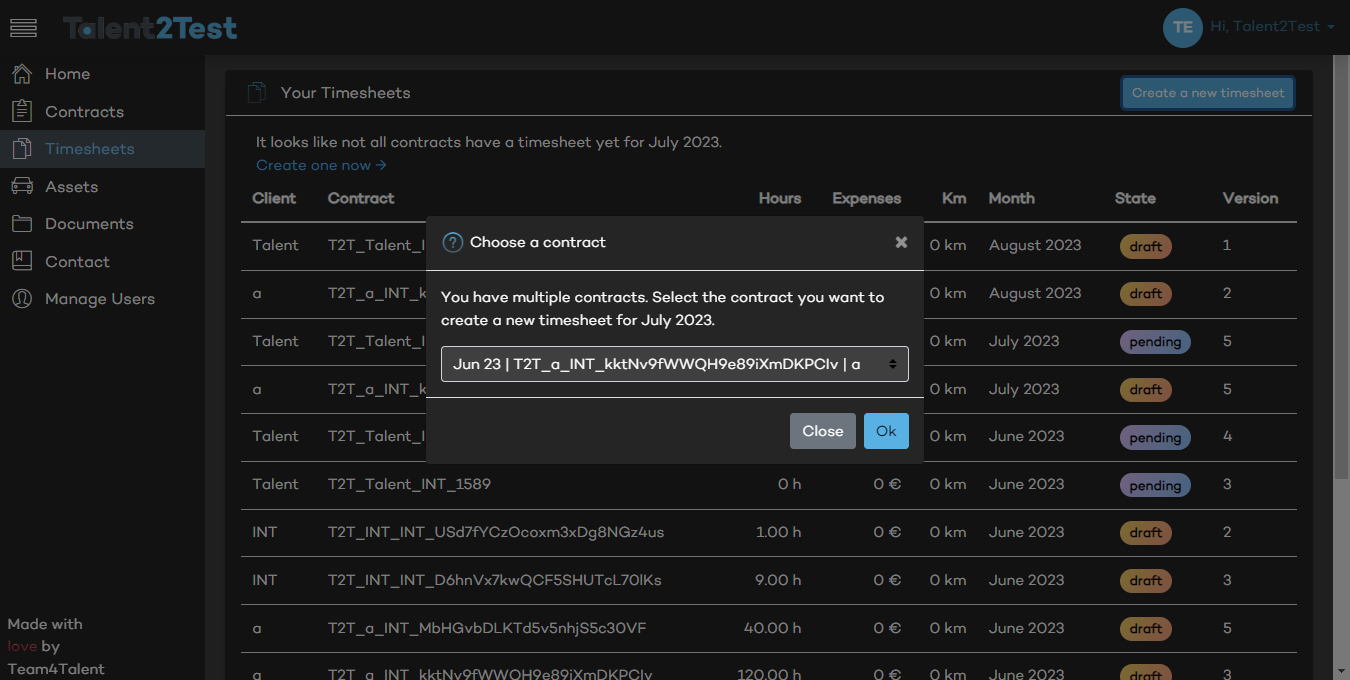 Talent2Test
TE Hi, Talent2Test
Home
Contracts
Timesheets
Assets
Documents
Contact
Manage Users
Made with
love by
Team4Talent
Your Timesheets
Create a new timesheet
It looks like not all contracts have a timesheet yet for July 2023.
Create one now →
Client Contract Hours Expenses Km Month State Version
Talent T2T_Talent_I 0 km August 2023 draft 1
a T2T_a_INT_k 0 km August 2023 draft 2
Talent T2T_Talent_I 0 km July 2023 pending 5
a T2T_a_INT_k 0 km July 2023 draft 5
Talent T2T_Talent_I 0 km June 2023 pending 4
Talent T2T_Talent_INT_1589 0 h 0 € 0 km June 2023 pending 3
INT T2T_INT_INT_USd7fYCzOcoxm3xDg8NGz4us 1.00 h 0 € 0 km June 2023 draft 2
INT T2T_INT_INT_D6hnVx7kwQCF5SHUTcL70lKs 9.00 h 0 € 0 km June 2023 draft 3
a T2T_a_INT_MbHGvbDLKTd5v5nhjS5c30VF 40.00 h 0 € 0 km June 2023 draft 5
a T2T_a_INT_kktNv9fWWQH9e89iXmDKPCIv 120.00 h 0 € 0 km June 2023 draft 3
? Choose a contract ×
You have multiple contracts. Select the contract you want to
create a new timesheet for July 2023.
Jun 23 | T2T_a_INT_kktNv9fWWQH9e89iXmDKPCIv | a
Close Ok